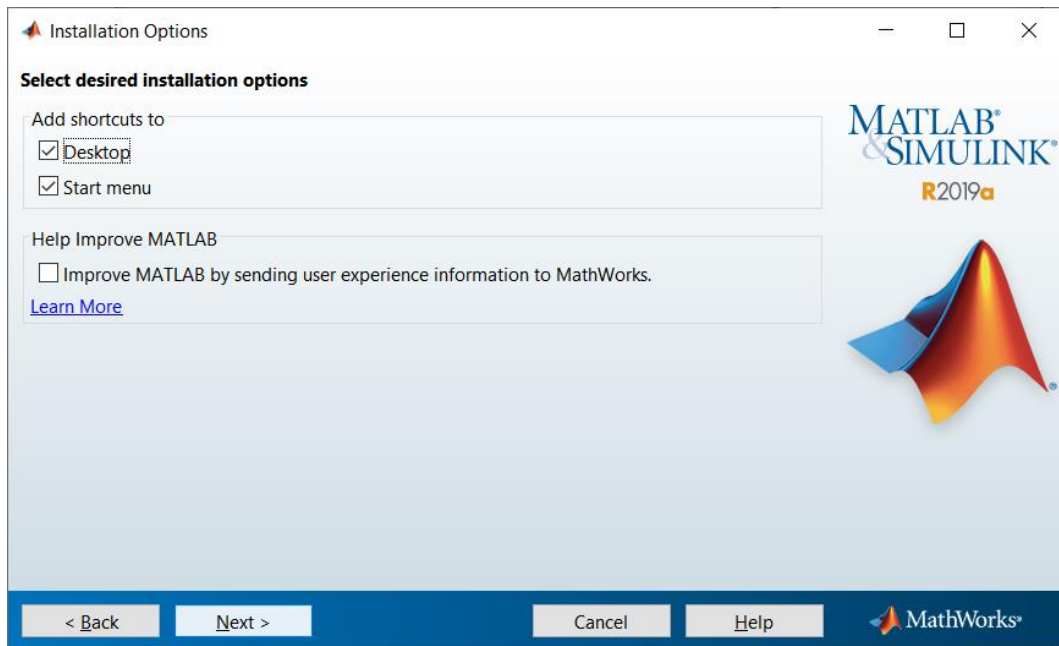 Installation Options
Select desired installation options
Add shortcuts to
Desktop
Start menu
Help Improve MATLAB
Improve MATLAB by sending user experience information to MathWorks.
Learn More
MATLAB®
&SIMULINK®
R2019a
®
< Back
Next >
Cancel
Help
MathWorks®